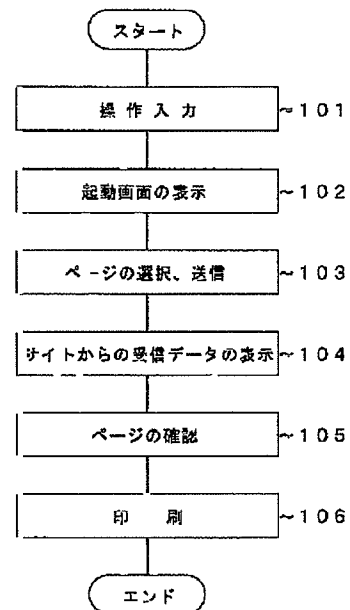 スタート
操作入力 ~101
起動画面の表示 ~102
ページの選択、送信 ~103
サイトからの受信データの表示 ~104
ページの確認 ~105
印刷 ~106
エンド